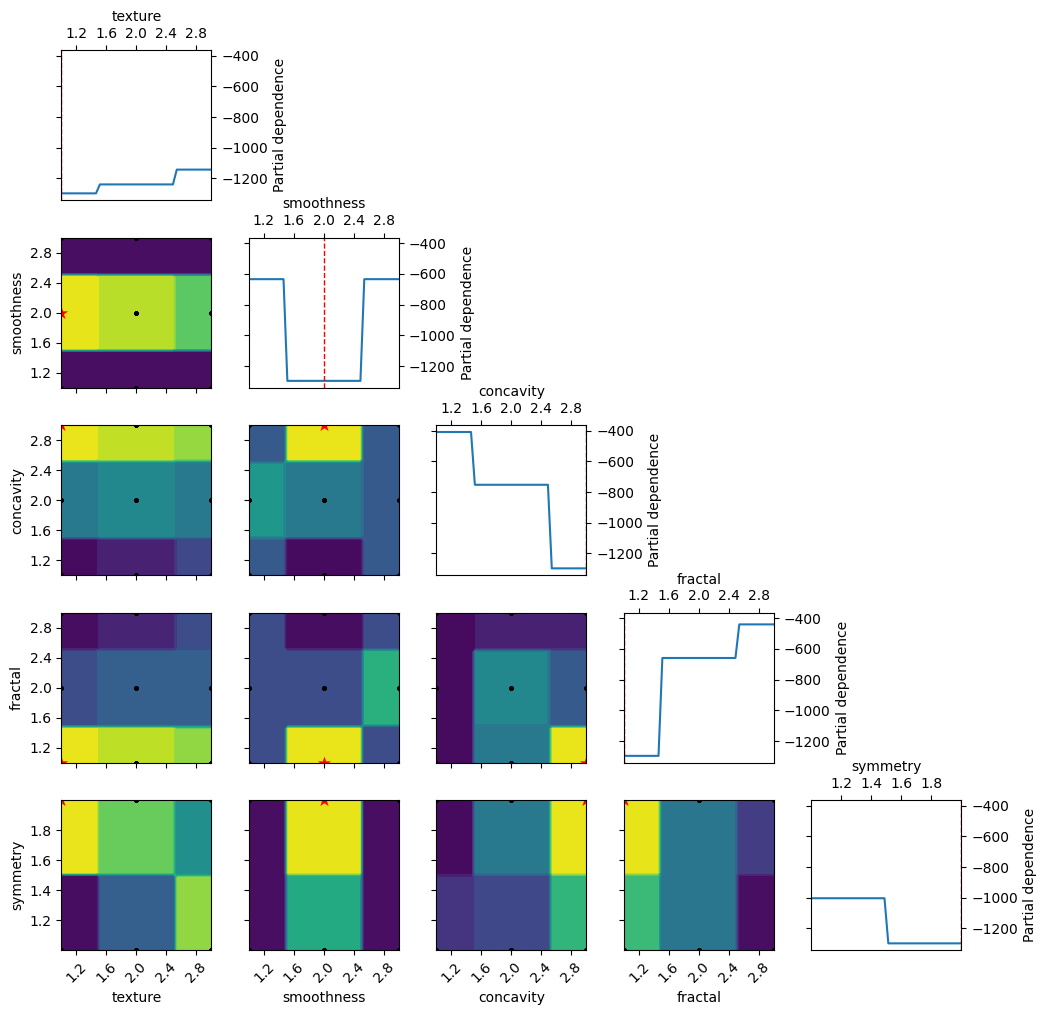 texture
1.2 1.6 2.0 2.4 2.8
−400
−600
−800
−1000
−1200
Partial dependence
smoothness
1.2 1.6 2.0 2.4 2.8
2.8
2.4
2.0
1.6
1.2
smoothness
−400
−600
−800
−1000
−1200
Partial dependence
concavity
1.2 1.6 2.0 2.4 2.8
2.8
2.4
2.0
1.6
1.2
concavity
−400
−600
−800
−1000
−1200
Partial dependence
fractal
1.2 1.6 2.0 2.4 2.8
2.8
2.4
2.0
1.6
1.2
fractal
−400
−600
−800
−1000
−1200
Partial dependence
symmetry
1.2 1.4 1.6 1.8
1.8
1.6
1.4
1.2
symmetry
−400
−600
−800
−1000
−1200
Partial dependence
1.2 1.6 2.0 2.4 2.8 1.2 1.6 2.0 2.4 2.8 1.2 1.6 2.0 2.4 2.8 1.2 1.6 2.0 2.4 2.8
texture smoothness concavity fractal